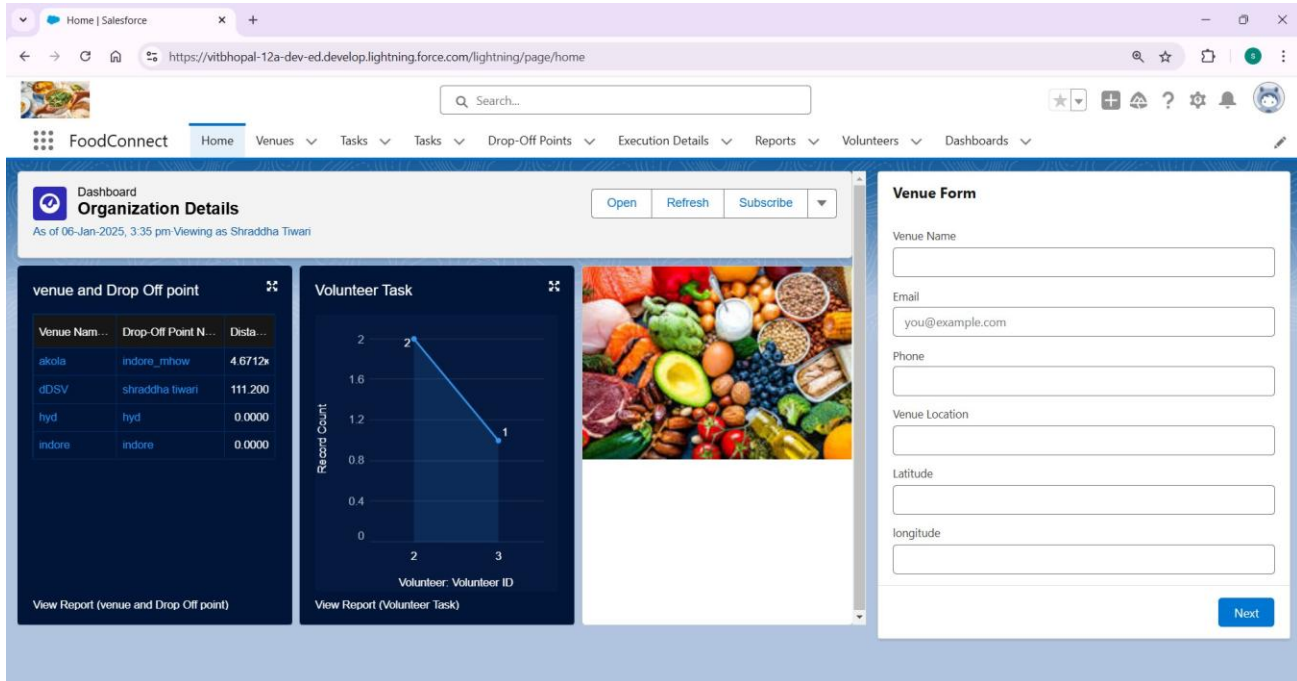 Home | Salesforce
https://vitbhopal-12a-dev-ed.develop.lightning.force.com/lightning/page/home
S
Search...
FoodConnect Home Venues Tasks Tasks Drop-Off Points Execution Details Reports Volunteers Dashboards
Dashboard
Organization Details
As of 06-Jan-2025, 3:35 pm·Viewing as Shraddha Tiwari
Open Refresh Subscribe
venue and Drop Off point
Venue Nam... Drop-Off Point N... Dista...
akola indore_mhow 4.6712k
dDSV shraddha tiwari 111.200
hyd hyd 0.0000
indore indore 0.0000
View Report (venue and Drop Off point)
Volunteer Task
Record Count
2
1.6
1.2
0.8
0.4
0
2
1
2 3
Volunteer: Volunteer ID
View Report (Volunteer Task)
Venue Form
Venue Name
Email
you@example.com
Phone
Venue Location
Latitude
longitude
Next